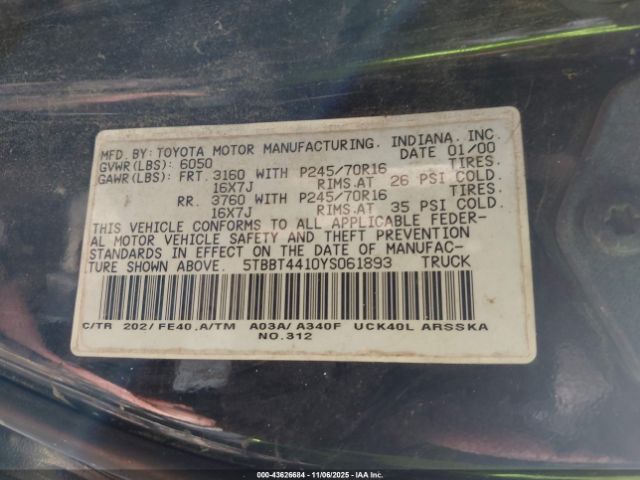 MFD. BY: TOYOTA MOTOR MANUFACTURING, INDIANA, INC.
GVWR(LBS): 6050 DATE 01/00
GAWR(LBS): FRT. 3160 WITH P245/70R16 TIRES.
16X7J RIMS.AT 26 PSI COLD.
RR. 3760 WITH P245/70R16 TIRES.
16X7J RIMS.AT 35 PSI COLD.
THIS VEHICLE CONFORMS TO ALL APPLICABLE FEDER-
AL MOTOR VEHICLE SAFETY AND THEFT PREVENTION
STANDARDS IN EFFECT ON THE DATE OF MANUFAC-
TURE SHOWN ABOVE. 5TBBT4410YS061893 TRUCK
C/TR 202/ FE40 A/TM A03A/ A340F UCK40L ARSSKA
NO.312
000-43626684 - 11/06/2025 - IAA Inc.